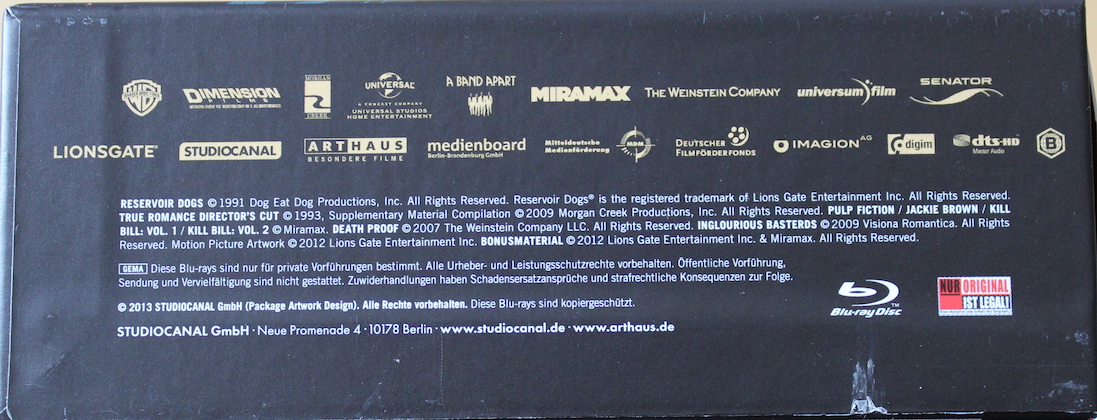 WB
DIMENSION FILMS
MORGAN CREEK
UNIVERSAL
A COMCAST COMPANY
UNIVERSAL STUDIOS
HOME ENTERTAINMENT
A BAND APART
MIRAMAX
THE WEINSTEIN COMPANY
universum film
SENATOR
LIONSGATE®
STUDIOCANAL
ARTHAUS
BESONDERE FILME
medienboard
Berlin-Brandenburg GmbH
Mitteldeutsche
Medienförderung
MDM
DEUTSCHER
FILMFÖRDERFONDS
IMAGION AG
digim
dts-HD
Master Audio
B
RESERVOIR DOGS © 1991 Dog Eat Dog Productions, Inc. All Rights Reserved. Reservoir Dogs® is the registered trademark of Lions Gate Entertainment Inc. All Rights Reserved.
TRUE ROMANCE DIRECTOR'S CUT © 1993, Supplementary Material Compilation © 2009 Morgan Creek Productions, Inc. All Rights Reserved. PULP FICTION / JACKIE BROWN / KILL
BILL: VOL. 1 / KILL BILL: VOL. 2 © Miramax. DEATH PROOF © 2007 The Weinstein Company LLC. All Rights Reserved. INGLOURIOUS BASTERDS © 2009 Visiona Romantica. All Rights
Reserved. Motion Picture Artwork © 2012 Lions Gate Entertainment Inc. BONUSMATERIAL © 2012 Lions Gate Entertainment Inc. & Miramax. All Rights Reserved.
GEMA Diese Blu-rays sind nur für private Vorführungen bestimmt. Alle Urheber- und Leistungsschutzrechte vorbehalten. Öffentliche Vorführung,
Sendung und Vervielfältigung sind nicht gestattet. Zuwiderhandlungen haben Schadensersatzansprüche und strafrechtliche Konsequenzen zur Folge.
© 2013 STUDIOCANAL GmbH (Package Artwork Design). Alle Rechte vorbehalten. Diese Blu-rays sind kopiergeschützt.
STUDIOCANAL GmbH · Neue Promenade 4 · 10178 Berlin · www.studiocanal.de · www.arthaus.de
Blu-ray Disc™
NUR ORIGINAL
IST LEGAL!